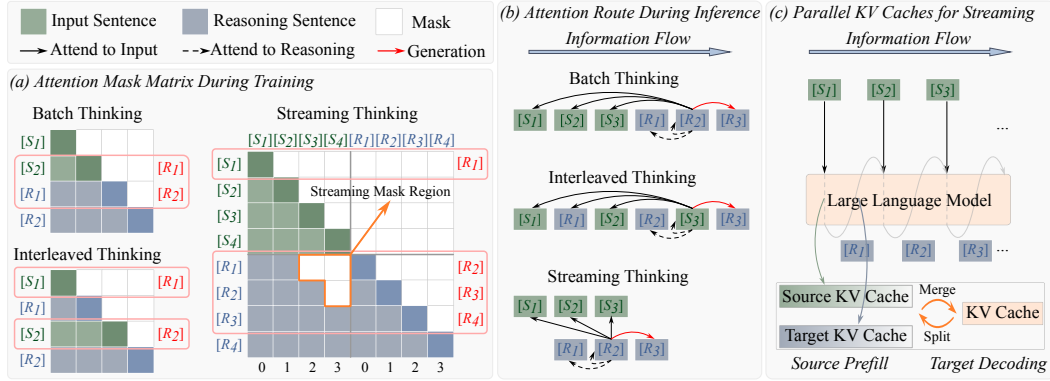 Input Sentence
Reasoning Sentence
Mask
Attend to Input
Attend to Reasoning
Generation
(a) Attention Mask Matrix During Training
Batch Thinking
[S1]
[S2] [R1]
[R1] [R2]
[R2]
Interleaved Thinking
[S1] [R1]
[R1]
[S2] [R2]
[R2]
Streaming Thinking
[S1] [S2] [S3] [S4] [R1] [R2] [R3] [R4]
[S1] [R1]
[S2]
Streaming Mask Region
[S3]
[S4]
[R1] [R2]
[R2] [R3]
[R3] [R4]
[R4]
0 1 2 3 0 1 2 3
(b) Attention Route During Inference
Information Flow
Batch Thinking
[S1] [S2] [S3] [R1] [R2] [R3]
Interleaved Thinking
[S1] [R1] [S2] [R2] [S3] [R3]
Streaming Thinking
[S1] [S2] [S3]
[R1] [R2] [R3]
(c) Parallel KV Caches for Streaming
Information Flow
[S1] [S2] [S3]
...
Large Language Model
[R1] [R2] [R3] ...
Source KV Cache
Merge
KV Cache
Split
Target KV Cache
Source Prefill
Target Decoding